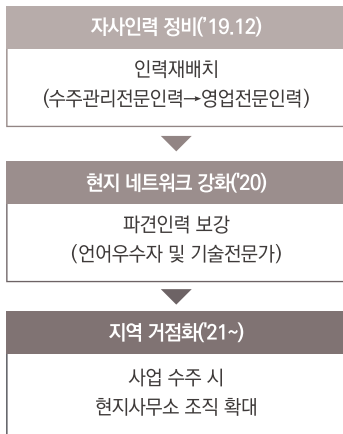 자사인력 정비('19.12)
인력재배치
(수주관리전문인력→영업전문인력)
현지 네트워크 강화('20)
파견인력 보강
(언어우수자 및 기술전문가)
지역 거점화('21~)
사업 수주 시
현지사무소 조직 확대